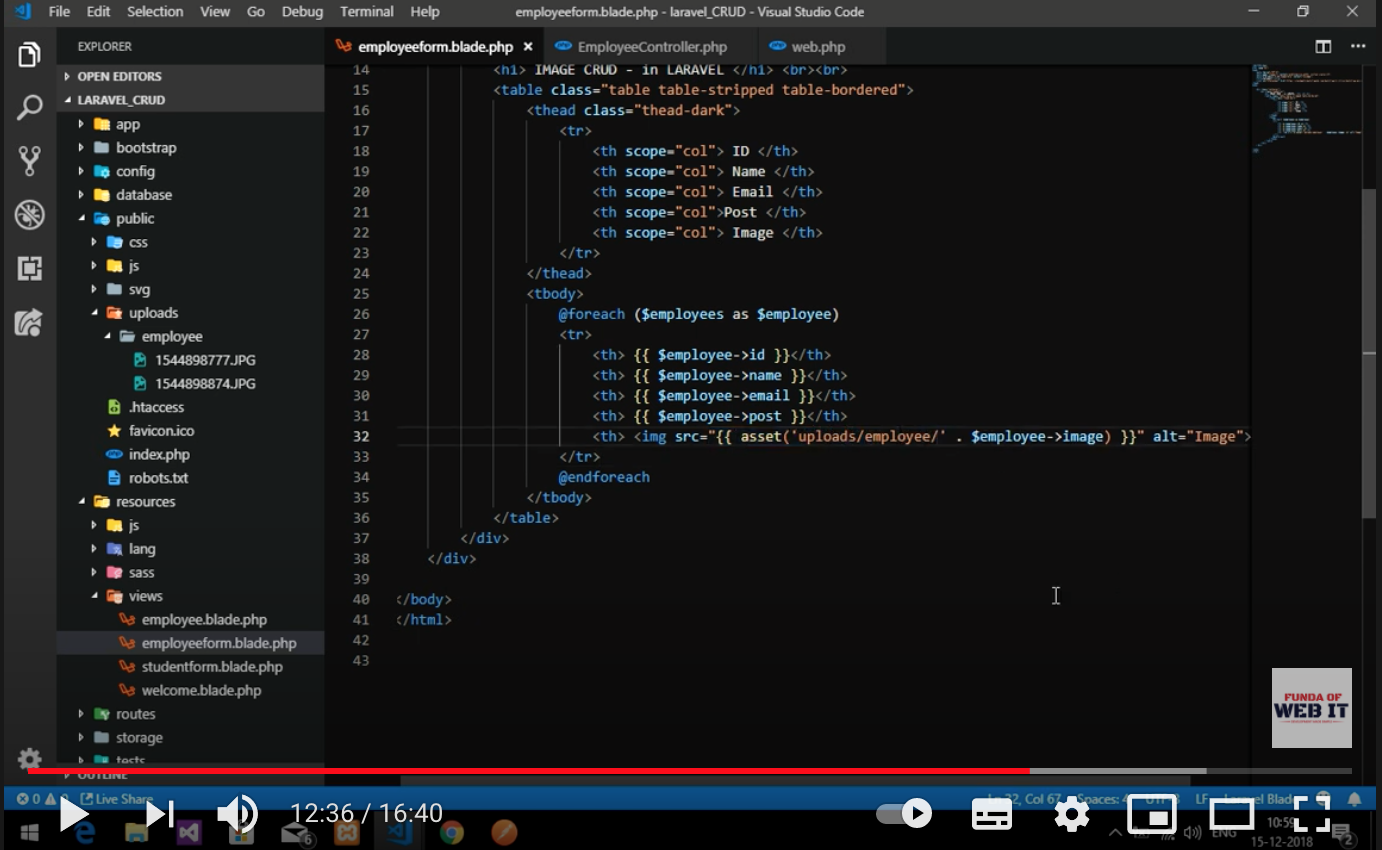 File Edit Selection View Go Debug Terminal Help employeeform.blade.php - laravel_CRUD - Visual Studio Code
EXPLORER
OPEN EDITORS
LARAVEL_CRUD
app
bootstrap
config
database
public
css
js
svg
uploads
employee
1544898777.JPG
1544898874.JPG
.htaccess
favicon.ico
index.php
robots.txt
resources
js
lang
sass
views
employee.blade.php
employeeform.blade.php
studentform.blade.php
welcome.blade.php
routes
storage
tests
OUTLINE
employeeform.blade.php EmployeeController.php web.php
14 <h1> IMAGE CRUD - in LARAVEL </h1> <br><br>
15 <table class="table table-stripped table-bordered">
16 <thead class="thead-dark">
17 <tr>
18 <th scope="col"> ID </th>
19 <th scope="col"> Name </th>
20 <th scope="col"> Email </th>
21 <th scope="col">Post </th>
22 <th scope="col"> Image </th>
23 </tr>
24 </thead>
25 <tbody>
26 @foreach ($employees as $employee)
27 <tr>
28 <th> {{ $employee->id }}</th>
29 <th> {{ $employee->name }}</th>
30 <th> {{ $employee->email }}</th>
31 <th> {{ $employee->post }}</th>
32 <th> <img src="{{ asset('uploads/employee/' . $employee->image) }}" alt="Image">
33 </tr>
34 @endforeach
35 </tbody>
36 </table>
37 </div>
38 </div>
39
40 </body>
41 </html>
42
43
FUNDA OF
WEB IT
0 Live Share Ln 32, Col 67 Spaces: 4 UTF-8 LF Laravel Blade
12:36 / 16:40
6
ENG 10:59
15-12-2018 2